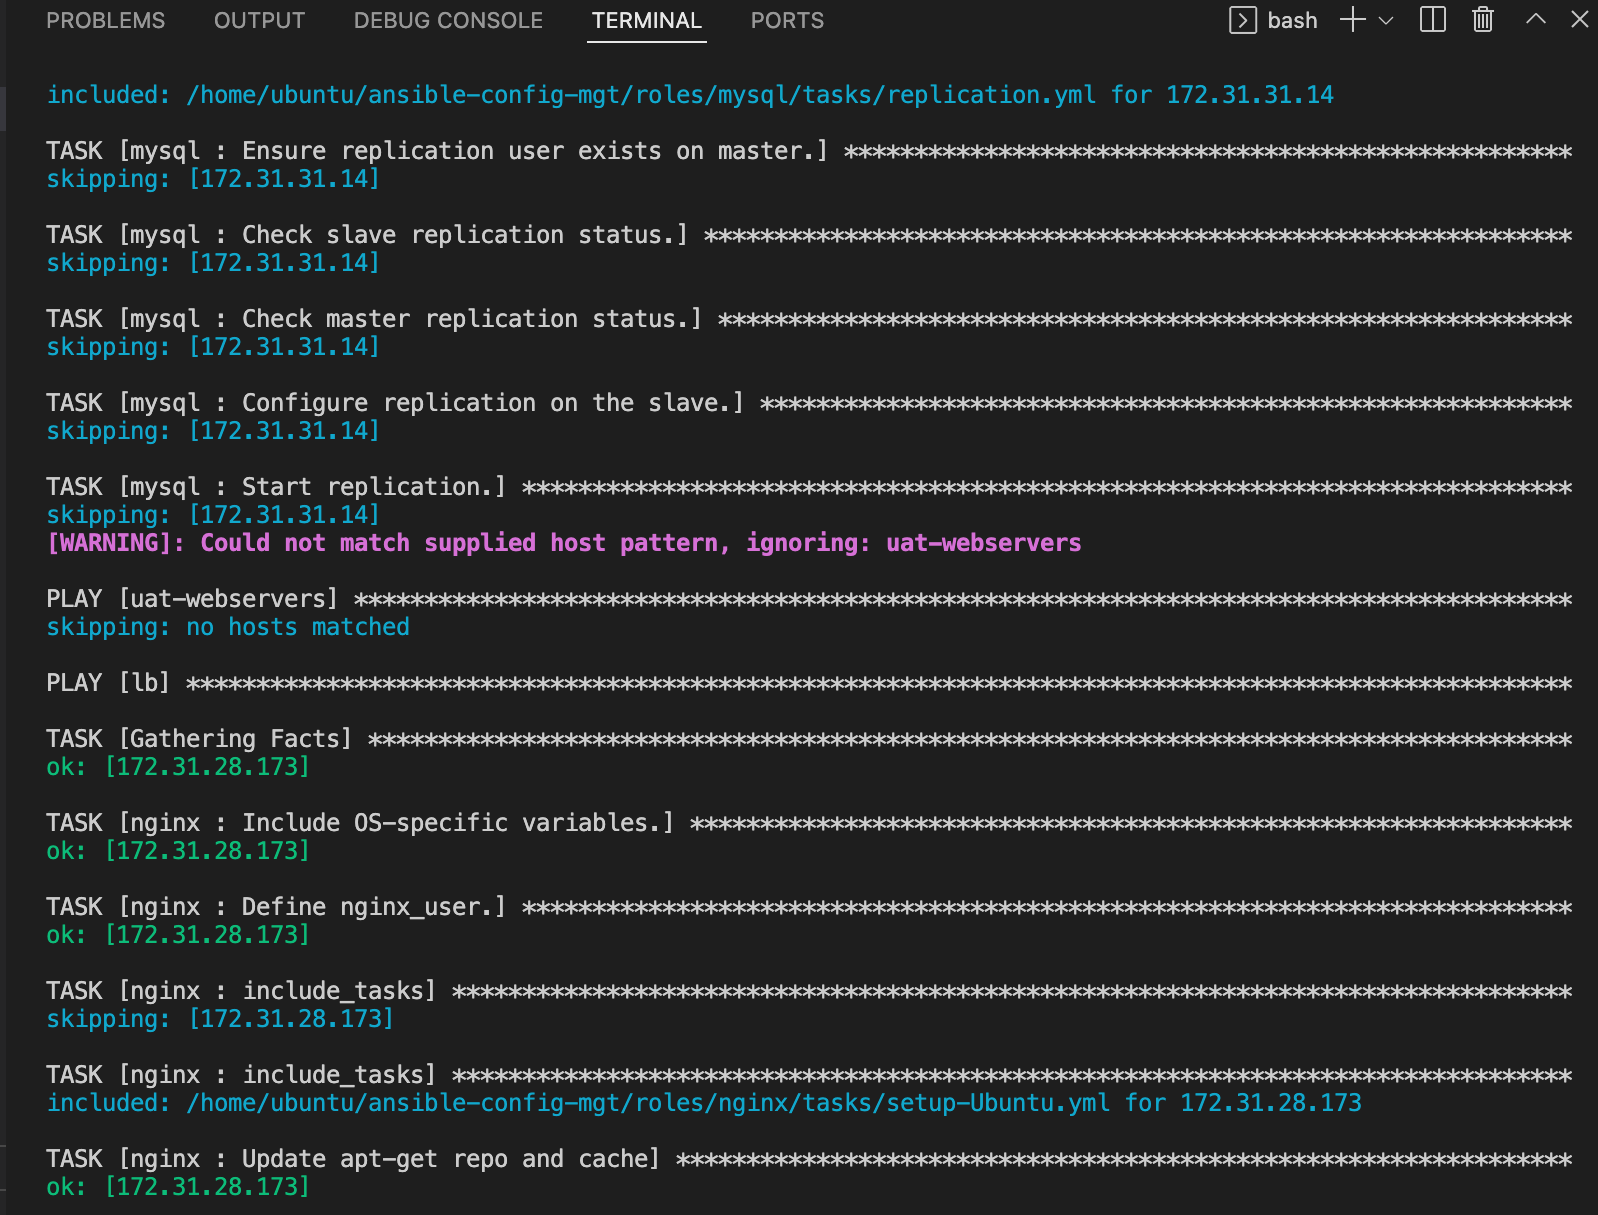 PROBLEMS OUTPUT DEBUG CONSOLE TERMINAL PORTS bash
included: /home/ubuntu/ansible-config-mgt/roles/mysql/tasks/replication.yml for 172.31.31.14
TASK [mysql : Ensure replication user exists on master.] ****************************************************
skipping: [172.31.31.14]
TASK [mysql : Check slave replication status.] **************************************************************
skipping: [172.31.31.14]
TASK [mysql : Check master replication status.] *************************************************************
skipping: [172.31.31.14]
TASK [mysql : Configure replication on the slave.] **********************************************************
skipping: [172.31.31.14]
TASK [mysql : Start replication.] ***************************************************************************
skipping: [172.31.31.14]
[WARNING]: Could not match supplied host pattern, ignoring: uat-webservers
PLAY [uat-webservers] ***************************************************************************************
skipping: no hosts matched
PLAY [lb] ***************************************************************************************************
TASK [Gathering Facts] **************************************************************************************
ok: [172.31.28.173]
TASK [nginx : Include OS-specific variables.] ***************************************************************
ok: [172.31.28.173]
TASK [nginx : Define nginx_user.] ***************************************************************************
ok: [172.31.28.173]
TASK [nginx : include_tasks] ********************************************************************************
skipping: [172.31.28.173]
TASK [nginx : include_tasks] ********************************************************************************
included: /home/ubuntu/ansible-config-mgt/roles/nginx/tasks/setup-Ubuntu.yml for 172.31.28.173
TASK [nginx : Update apt-get repo and cache] ****************************************************************
ok: [172.31.28.173]